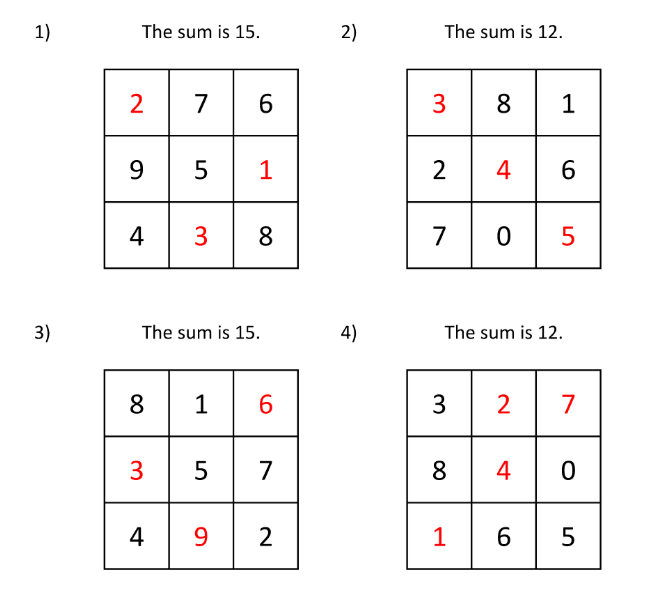 1) The sum is 15. 2) The sum is 12.
2 7 6 3 8 1
9 5 1 2 4 6
4 3 8 7 0 5
3) The sum is 15. 4) The sum is 12.
8 1 6 3 2 7
3 5 7 8 4 0
4 9 2 1 6 5